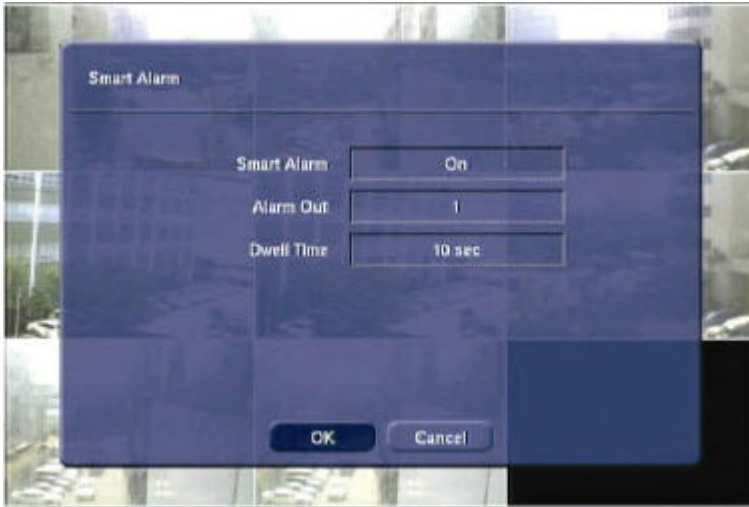 Smart Alarm
Smart Alarm On
Alarm Out 1
Dwell Time 10 sec
OK Cancel